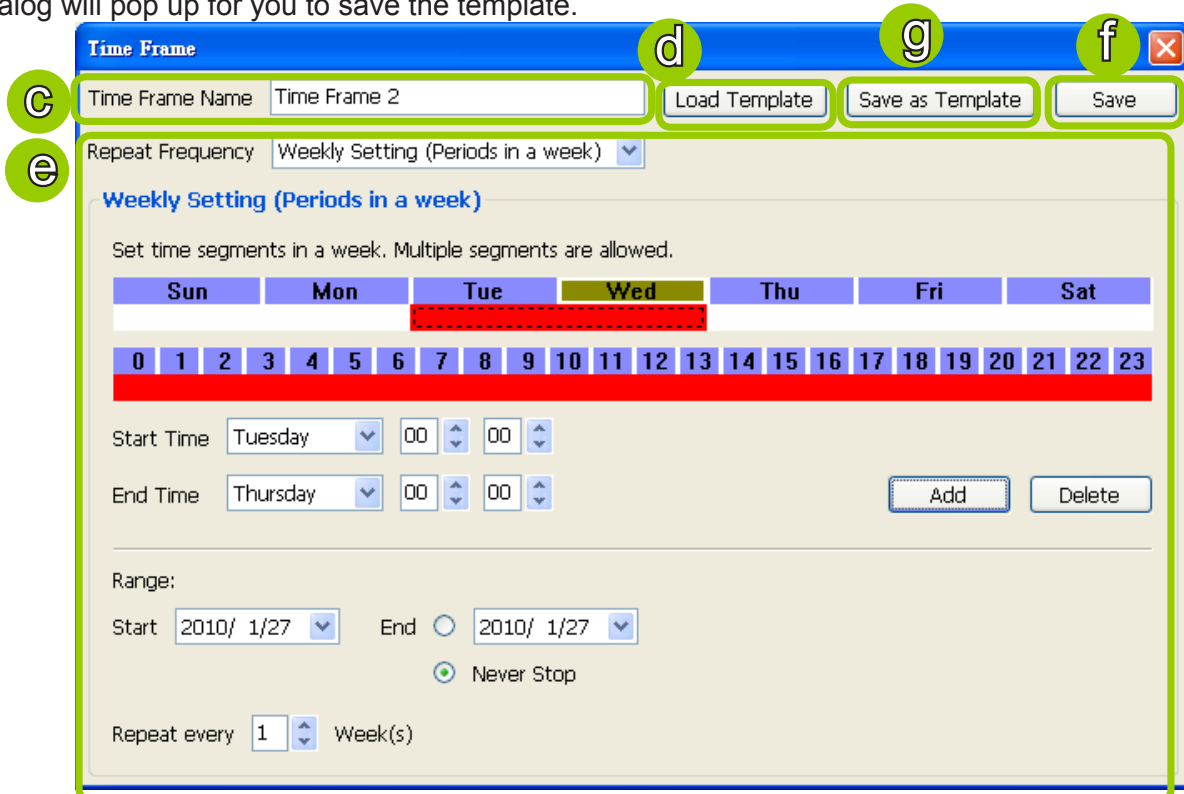 alog will pop up for you to save the template.
Time Frame
d
g
f
c
Time Frame Name Time Frame 2 Load Template Save as Template Save
e
Repeat Frequency Weekly Setting (Periods in a week)
Weekly Setting (Periods in a week)
Set time segments in a week. Multiple segments are allowed.
Sun Mon Tue Wed Thu Fri Sat
0 1 2 3 4 5 6 7 8 9 10 11 12 13 14 15 16 17 18 19 20 21 22 23
Start Time Tuesday 00 00
End Time Thursday 00 00 Add Delete
Range:
Start 2010/ 1/27 End 2010/ 1/27
Never Stop
Repeat every 1 Week(s)